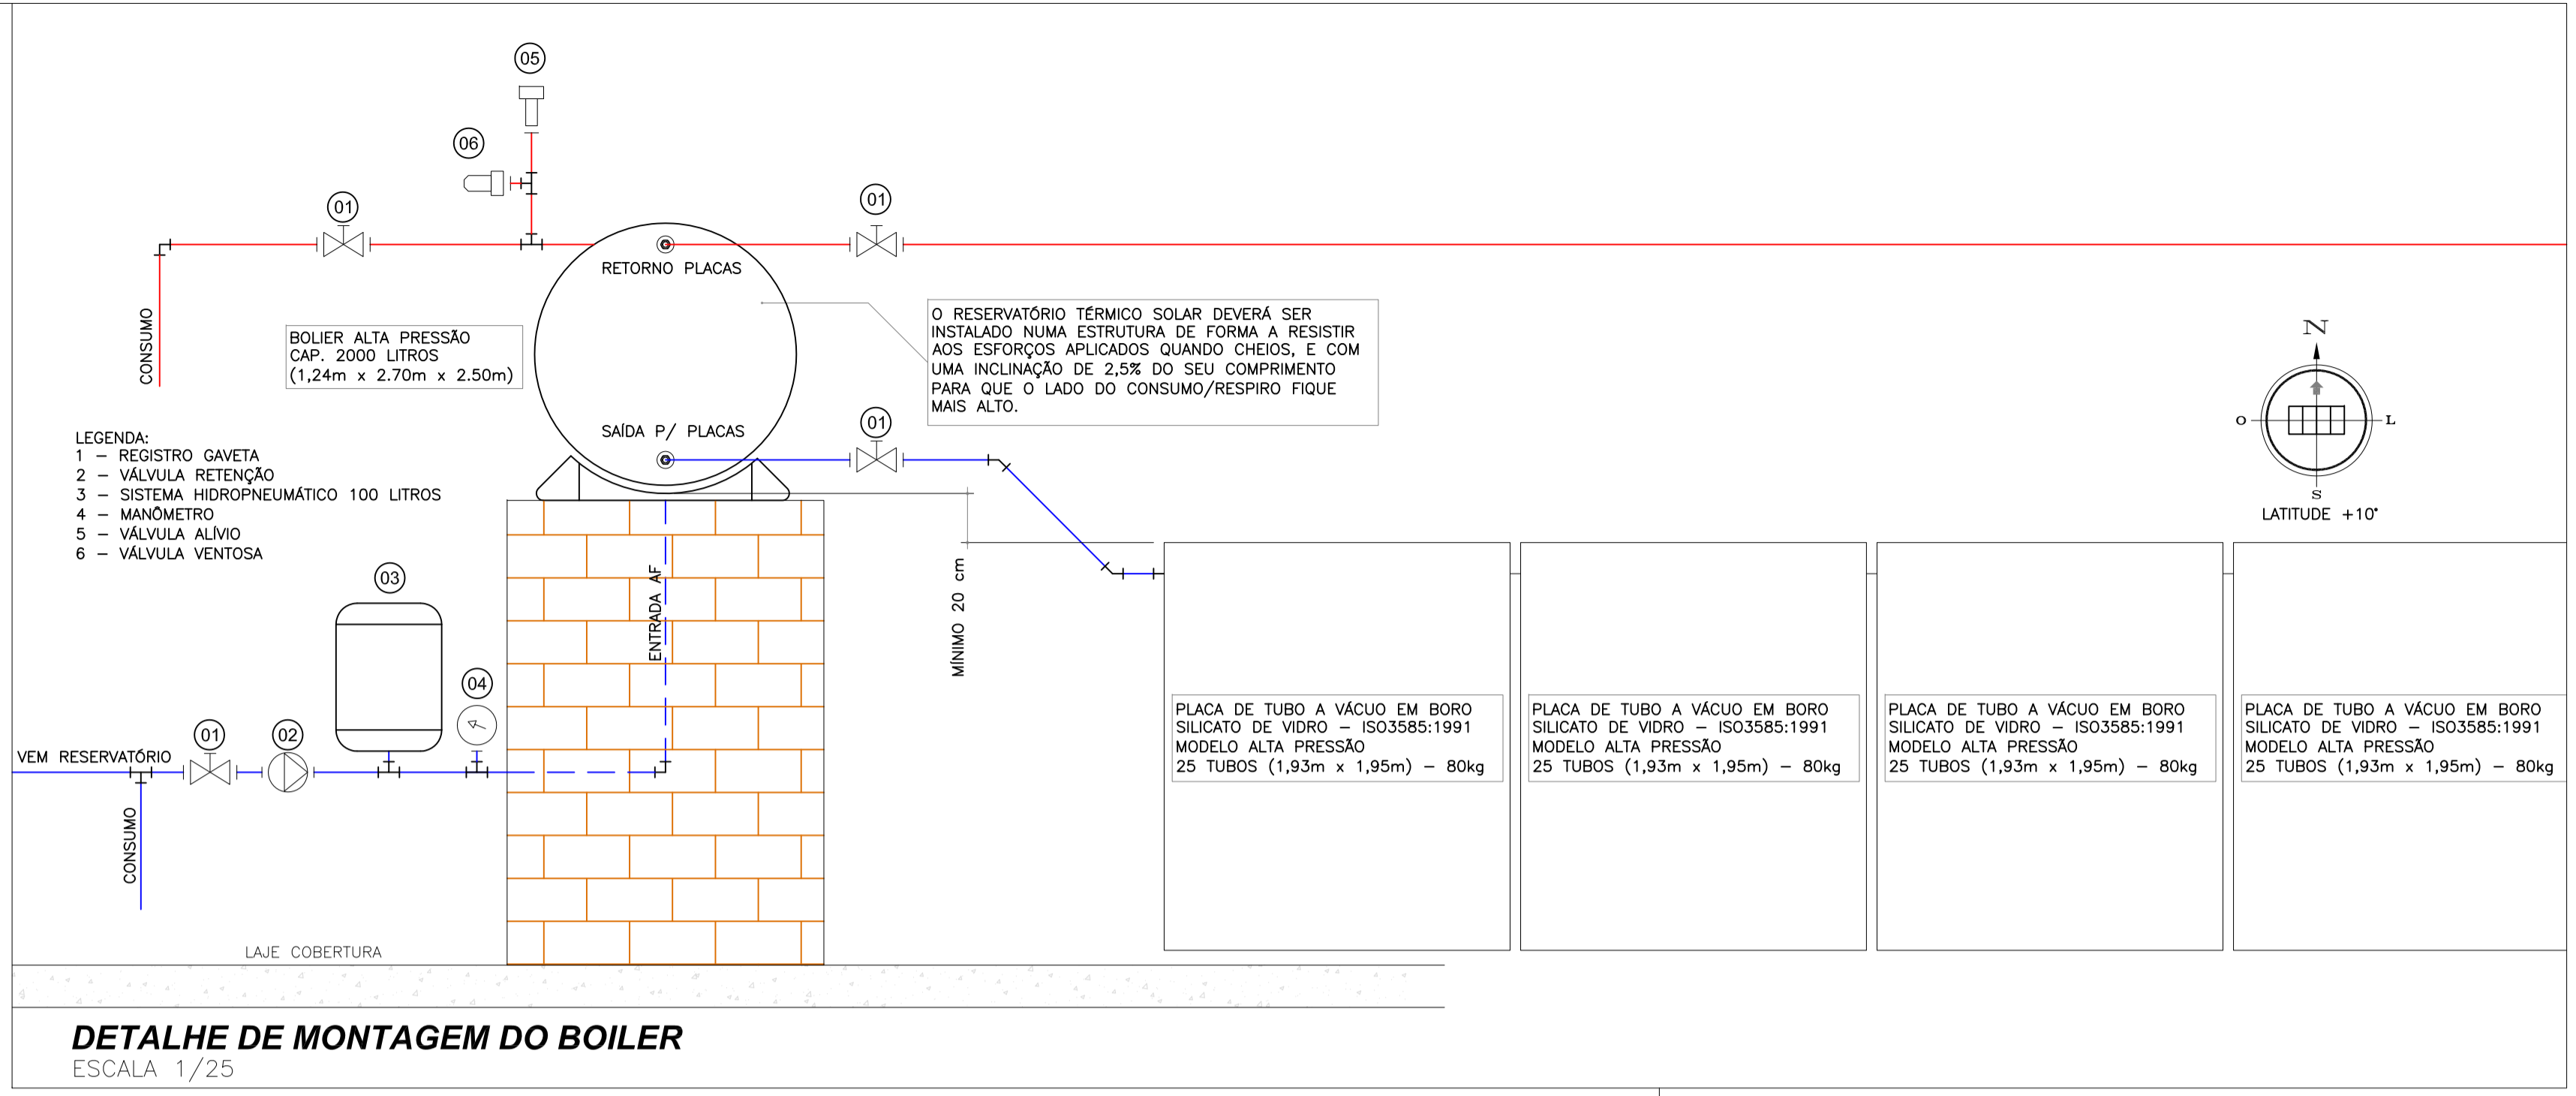 05
06
01
01
RETORNO PLACAS
CONSUMO
BOLIER ALTA PRESSÃO
CAP. 2000 LITROS
(1,24m x 2.70m x 2.50m)
O RESERVATÓRIO TÉRMICO SOLAR DEVERÁ SER
INSTALADO NUMA ESTRUTURA DE FORMA A RESISTIR
AOS ESFORÇOS APLICADOS QUANDO CHEIOS, E COM
UMA INCLINAÇÃO DE 2,5% DO SEU COMPRIMENTO
PARA QUE O LADO DO CONSUMO/RESPIRO FIQUE
MAIS ALTO.
N
O
L
S
LATITUDE +10°
SAÍDA P/ PLACAS
01
LEGENDA:
1 – REGISTRO GAVETA
2 – VÁLVULA RETENÇÃO
3 – SISTEMA HIDROPNEUMÁTICO 100 LITROS
4 – MANÔMETRO
5 – VÁLVULA ALÍVIO
6 – VÁLVULA VENTOSA
03
ENTRADA AF
MÍNIMO 20 cm
04
01
02
VEM RESERVATÓRIO
CONSUMO
PLACA DE TUBO A VÁCUO EM BORO
SILICATO DE VIDRO – ISO3585:1991
MODELO ALTA PRESSÃO
25 TUBOS (1,93m x 1,95m) – 80kg
PLACA DE TUBO A VÁCUO EM BORO
SILICATO DE VIDRO – ISO3585:1991
MODELO ALTA PRESSÃO
25 TUBOS (1,93m x 1,95m) – 80kg
PLACA DE TUBO A VÁCUO EM BORO
SILICATO DE VIDRO – ISO3585:1991
MODELO ALTA PRESSÃO
25 TUBOS (1,93m x 1,95m) – 80kg
PLACA DE TUBO A VÁCUO EM BORO
SILICATO DE VIDRO – ISO3585:1991
MODELO ALTA PRESSÃO
25 TUBOS (1,93m x 1,95m) – 80kg
LAJE COBERTURA
DETALHE DE MONTAGEM DO BOILER
ESCALA 1/25